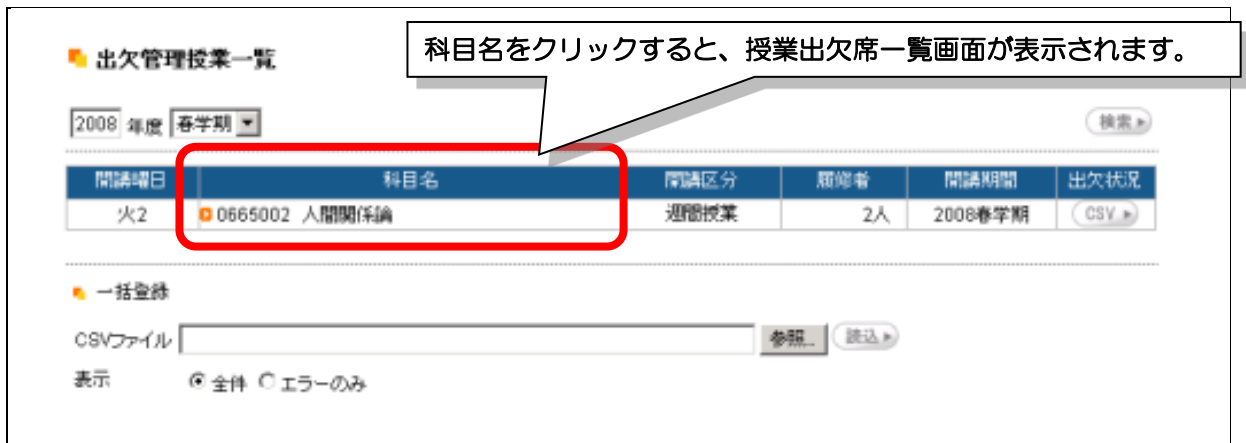 科目名をクリックすると、授業出欠席一覧画面が表示されます。
出欠管理授業一覧
2008 年度 春学期 検索
開講曜日 科目名 開講区分 履修者 開講期間 出欠状況
火2 0665002 人間関係論 週間授業 2人 2008春学期 CSV
一括登録
CSVファイル 参照... 読込
表示 全件 エラーのみ